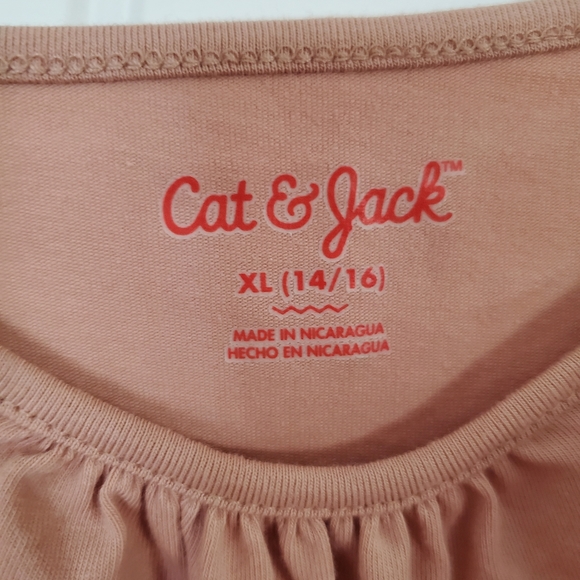 Cat & Jack™
XL (14/16)
MADE IN NICARAGUA
HECHO EN NICARAGUA